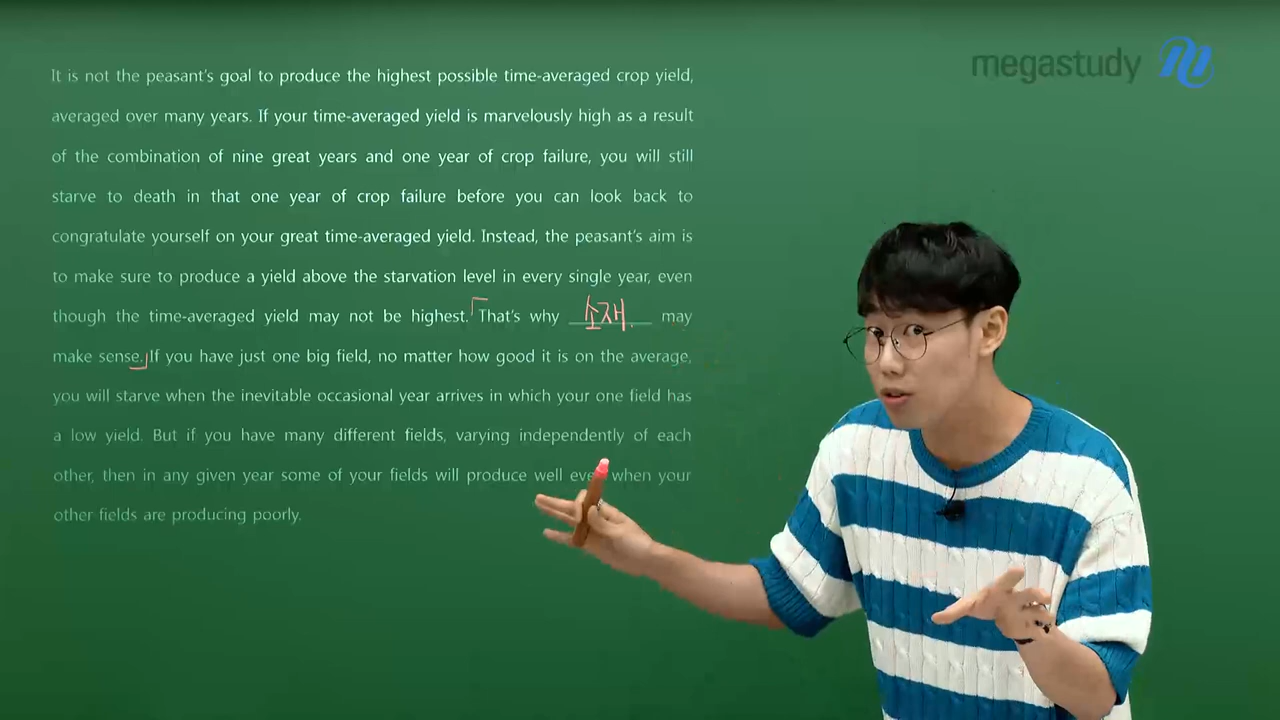 It is not the peasant's goal to produce the highest possible time-averaged crop yield,
averaged over many years. If your time-averaged yield is marvelously high as a result
of the combination of nine great years and one year of crop failure, you will still
starve to death in that one year of crop failure before you can look back to
congratulate yourself on your great time-averaged yield. Instead, the peasant's aim is
to make sure to produce a yield above the starvation level in every single year, even
though the time-averaged yield may not be highest. That's why 소재 may
make sense. If you have just one big field, no matter how good it is on the average,
you will starve when the inevitable occasional year arrives in which your one field has
a low yield. But if you have many different fields, varying independently of each
other, then in any given year some of your fields will produce well even when your
other fields are producing poorly.
megastudy